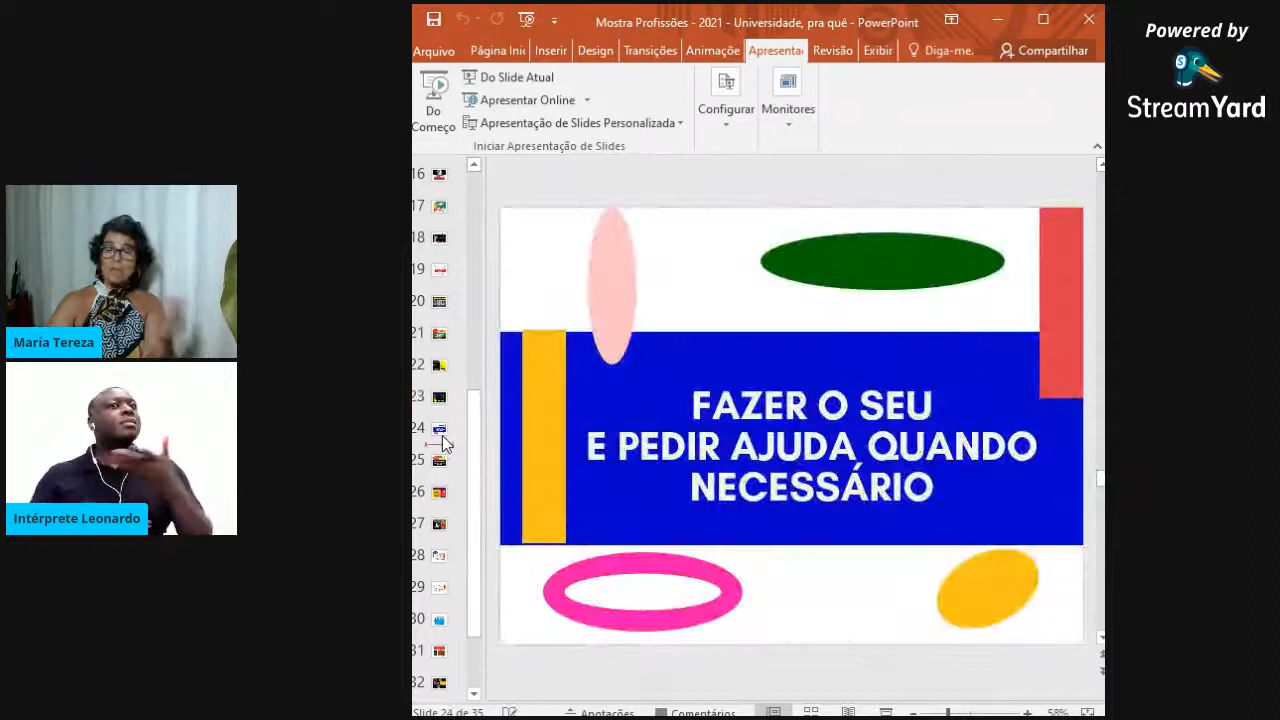 Mostra Profissões - 2021 - Universidade, pra quê - PowerPoint
Arquivo Página Inic Inserir Design Transições Animaçõe Apresentaç Revisão Exibir Diga-me. Compartilhar
Do Começo
Do Slide Atual
Apresentar Online
Apresentação de Slides Personalizada
Iniciar Apresentação de Slides
Configurar
Monitores
16
17
18
19
20
21
22
23
24
25
26
27
28
29
30
31
32
FAZER O SEU
E PEDIR AJUDA QUANDO
NECESSÁRIO
Slide 24 de 35 Anotações Comentários 58%
Maria Tereza
Intérprete Leonardo
Powered by
StreamYard